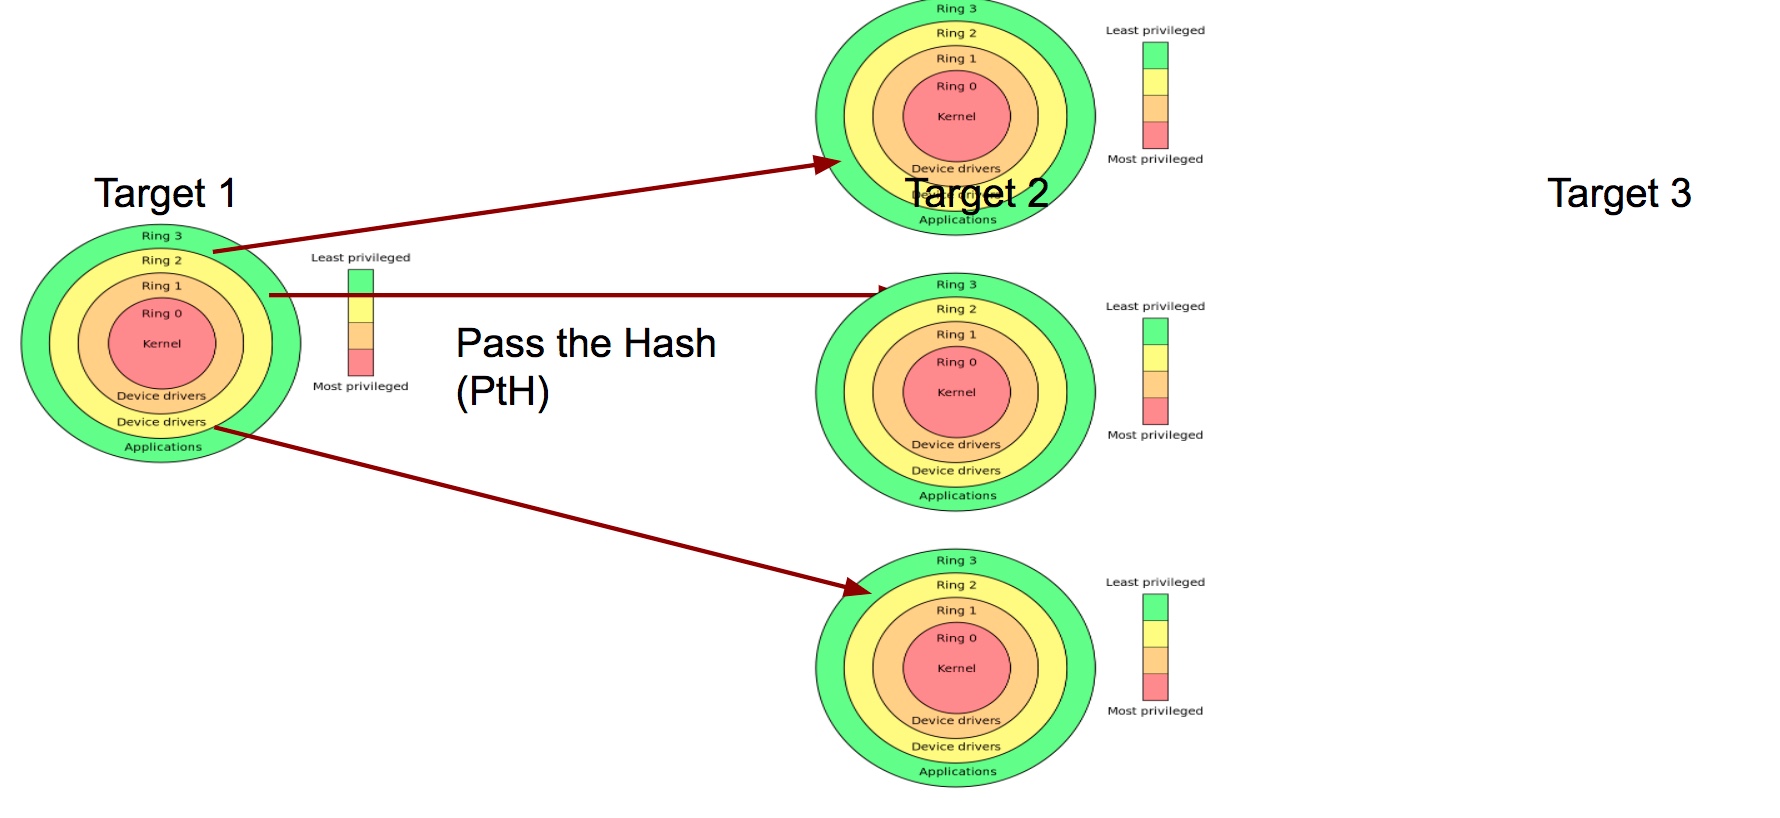 Target 1
Ring 3
Ring 2
Ring 1
Ring 0
Kernel
Device drivers
Device drivers
Applications
Least privileged
Most privileged
Pass the Hash
(PtH)
Target 2
Ring 3
Ring 2
Ring 1
Ring 0
Kernel
Device drivers
Device drivers
Applications
Least privileged
Most privileged
Ring 3
Ring 2
Ring 1
Ring 0
Kernel
Device drivers
Device drivers
Applications
Least privileged
Most privileged
Ring 3
Ring 2
Ring 1
Ring 0
Kernel
Device drivers
Device drivers
Applications
Least privileged
Most privileged
Target 3